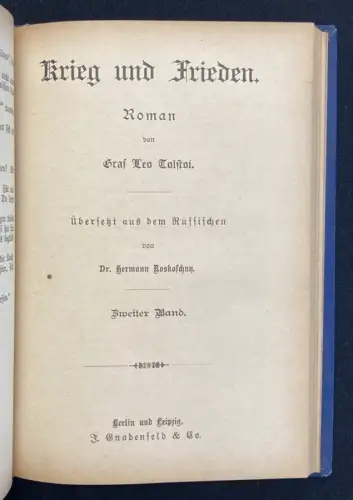 Krieg und Frieden.
Roman
von
Graf Leo Tolstoi.
Übersetzt aus dem Russischen
von
Dr. Hermann Roskoschny.
Zweiter Band.
Berlin und Leipzig.
J. Gnadenfeld & Co.